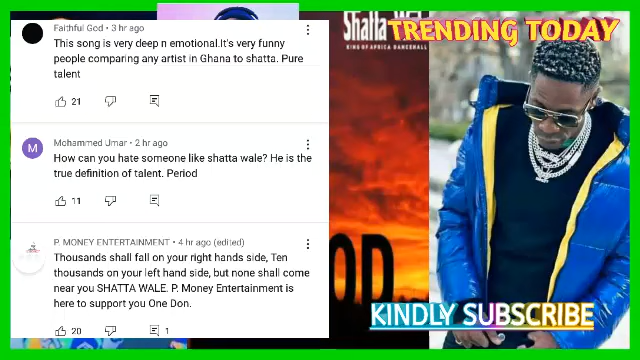 Faithful God • 3 hr ago
This song is very deep n emotional.It's very funny
people comparing any artist in Ghana to shatta. Pure
talent
21
M
Mohammed Umar • 2 hr ago
How can you hate someone like shatta wale? He is the
true definition of talent. Period
11
P. MONEY ENTERTAINMENT • 4 hr ago (edited)
Thousands shall fall on your right hands side, Ten
thousands on your left hand side, but none shall come
near you SHATTA WALE. P. Money Entertainment is
here to support you One Don.
20
1
Shatta
KING OF AFRICA DANCEHALL
TRENDING TODAY
OD
KINDLY SUBSCRIBE